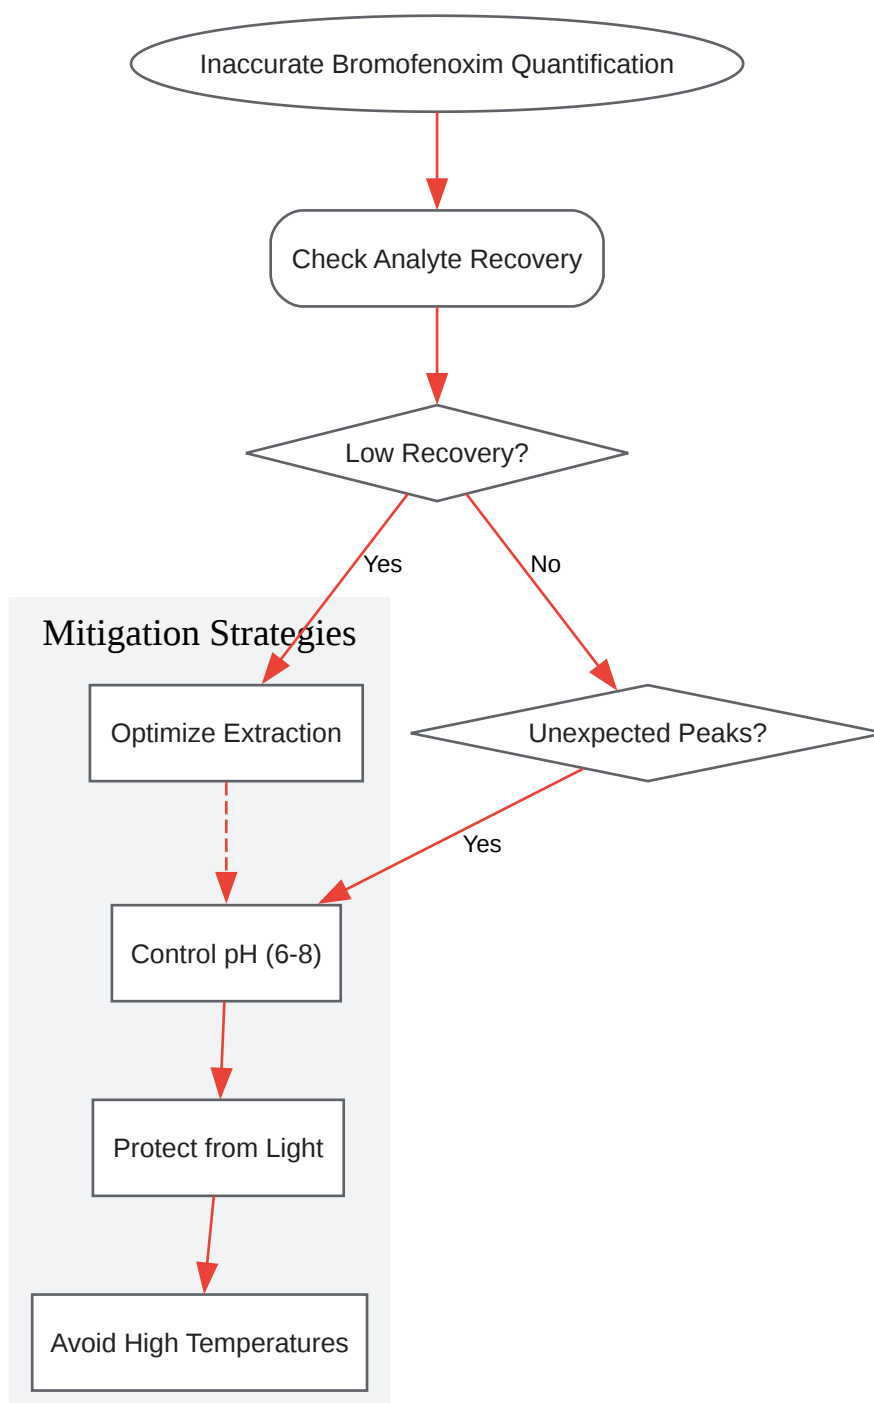 Inaccurate Bromofenoxim Quantification
Check Analyte Recovery
Low Recovery?
Yes
No
Mitigation Strategies
Optimize Extraction
Unexpected Peaks?
Yes
Control pH (6-8)
Protect from Light
Avoid High Temperatures